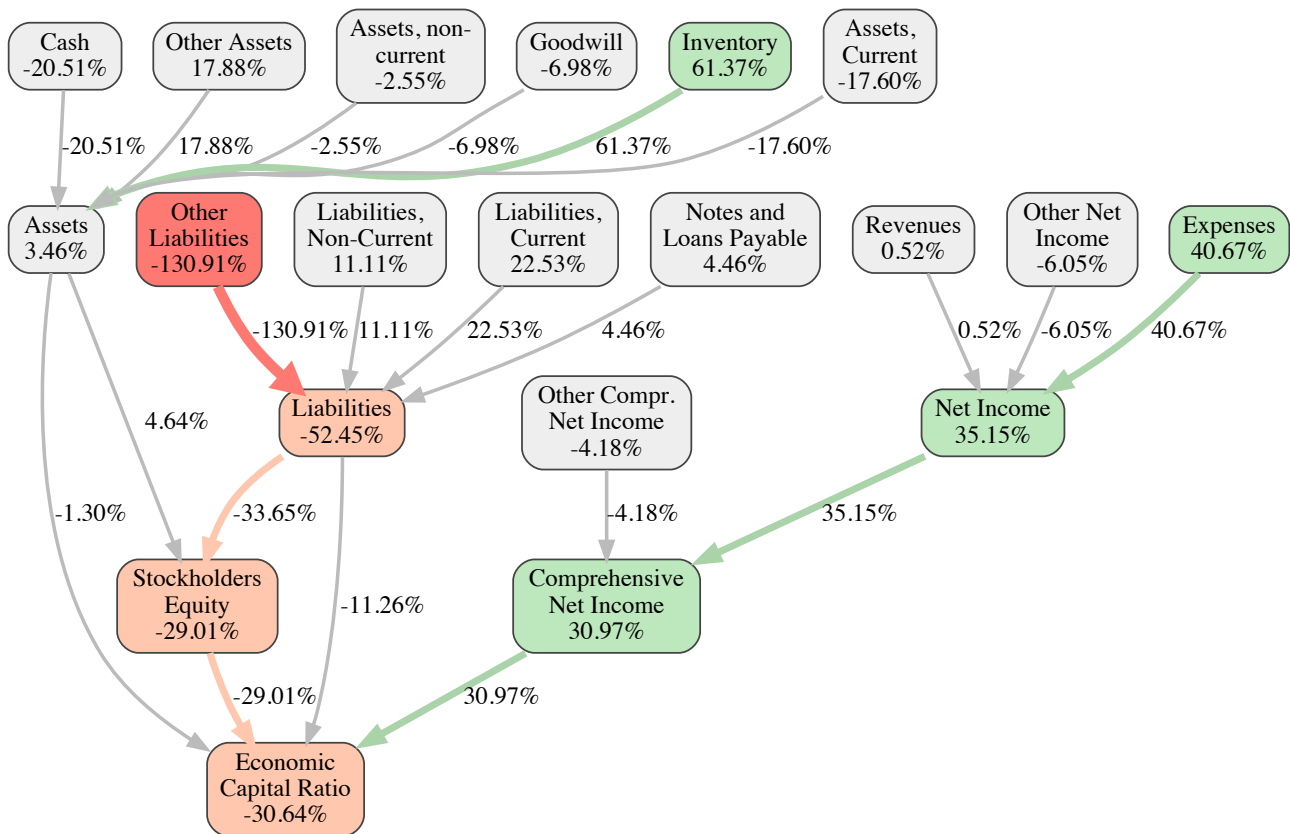 Cash
-20.51%
Other Assets
17.88%
Assets, non-
current
-2.55%
Goodwill
-6.98%
Inventory
61.37%
Assets,
Current
-17.60%
-20.51%
17.88%
-2.55%
-6.98%
61.37%
-17.60%
Assets
3.46%
Other
Liabilities
-130.91%
Liabilities,
Non-Current
11.11%
Liabilities,
Current
22.53%
Notes and
Loans Payable
4.46%
Revenues
0.52%
Other Net
Income
-6.05%
Expenses
40.67%
-130.91%
11.11%
22.53%
4.46%
0.52%
-6.05%
40.67%
Liabilities
-52.45%
Other Compr.
Net Income
-4.18%
Net Income
35.15%
4.64%
-1.30%
-33.65%
-4.18%
35.15%
Stockholders
Equity
-29.01%
-11.26%
Comprehensive
Net Income
30.97%
-29.01%
30.97%
Economic
Capital Ratio
-30.64%